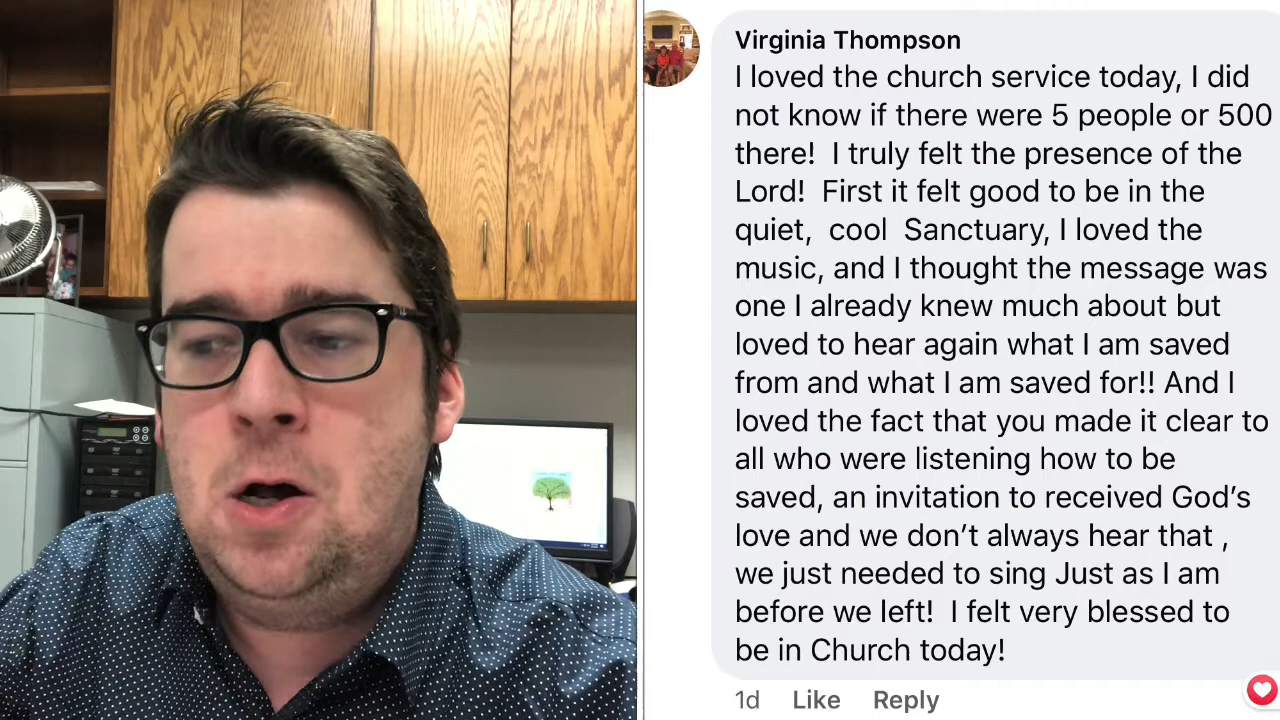 Virginia Thompson
I loved the church service today, I did
not know if there were 5 people or 500
there!  I truly felt the presence of the
Lord!  First it felt good to be in the
quiet,  cool  Sanctuary, I loved the
music, and I thought the message was
one I already knew much about but
loved to hear again what I am saved
from and what I am saved for!! And I
loved the fact that you made it clear to
all who were listening how to be
saved, an invitation to received God’s
love and we don’t always hear that ,
we just needed to sing Just as I am
before we left!  I felt very blessed to
be in Church today!
1d Like Reply